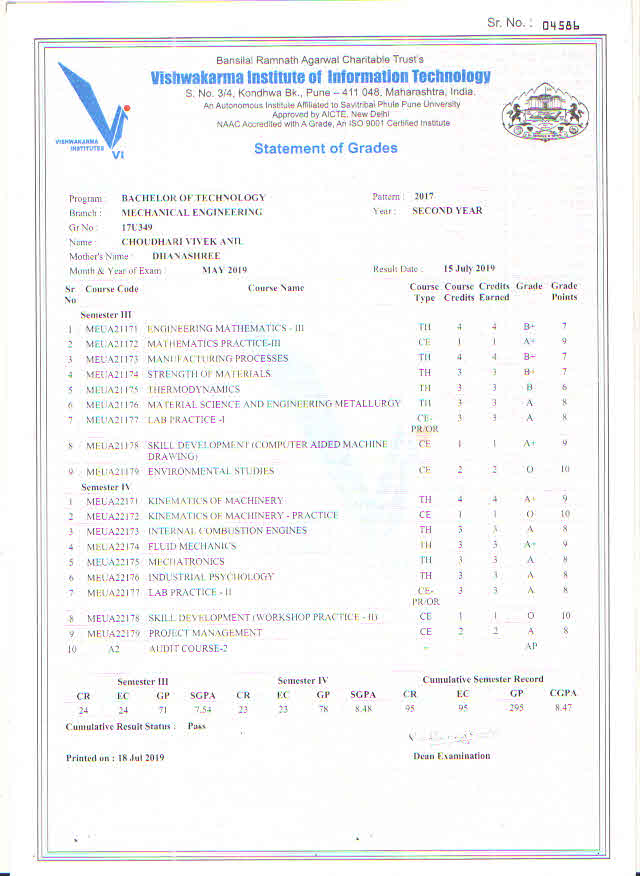 Sr. No. : 04586
Bansilal Ramnath Agarwal Charitable Trust's
Vishwakarma Institute of Information Technology
S. No. 3/4, Kondhwa Bk., Pune – 411 048, Maharashtra, India.
An Autonomous Institute Affiliated to Savitribai Phule Pune University
Approved by AICTE, New Delhi
NAAC Accredited with A Grade, An ISO 9001 Certified Institute
VISHWAKARMA
INSTITUTES
Vi
Statement of Grades
Program : BACHELOR OF TECHNOLOGY Pattern : 2017
Branch : MECHANICAL ENGINEERING Year : SECOND YEAR
Gr No : 17U349
Name : CHOUDHARI VIVEK ANIL
Mother's Name : DHANASHREE
Month & Year of Exam : MAY 2019 Result Date : 15 July 2019
Sr No Course Code Course Name Course Type Course Credits Credits Earned Grade Grade Points
Semester III
1 MEUA21171 ENGINEERING MATHEMATICS - III TH 4 4 B+ 7
2 MEUA21172 MATHEMATICS PRACTICE-III CE 1 1 A+ 9
3 MEUA21173 MANUFACTURING PROCESSES TH 4 4 B+ 7
4 MEUA21174 STRENGTH OF MATERIALS TH 3 3 B+ 7
5 MEUA21175 THERMODYNAMICS TH 3 3 B 6
6 MEUA21176 MATERIAL SCIENCE AND ENGINEERING METALLURGY TH 3 3 A 8
7 MEUA21177 LAB PRACTICE -I CE-PR/OR 3 3 A 8
8 MEUA21178 SKILL DEVELOPMENT (COMPUTER AIDED MACHINE CE 1 1 A+ 9
DRAWING)
9 MEUA21179 ENVIRONMENTAL STUDIES CE 2 2 O 10
Semester IV
1 MEUA22171 KINEMATICS OF MACHINERY TH 4 4 A+ 9
2 MEUA22172 KINEMATICS OF MACHINERY - PRACTICE CE 1 1 O 10
3 MEUA22173 INTERNAL COMBUSTION ENGINES TH 3 3 A 8
4 MEUA22174 FLUID MECHANICS TH 3 3 A+ 9
5 MEUA22175 MECHATRONICS TH 3 3 A 8
6 MEUA22176 INDUSTRIAL PSYCHOLOGY TH 3 3 A 8
7 MEUA22177 LAB PRACTICE - II CE-PR/OR 3 3 A 8
8 MEUA22178 SKILL DEVELOPMENT (WORKSHOP PRACTICE - II) CE 1 1 O 10
9 MEUA22179 PROJECT MANAGEMENT CE 2 2 A 8
10 A2 AUDIT COURSE-2 - AP
Semester III Semester IV Cumulative Semester Record
CR EC GP SGPA CR EC GP SGPA CR EC GP CGPA
24 24 71 7.54 23 23 78 8.48 95 95 295 8.47
Cumulative Result Status : Pass
Printed on : 18 Jul 2019 Dean Examination